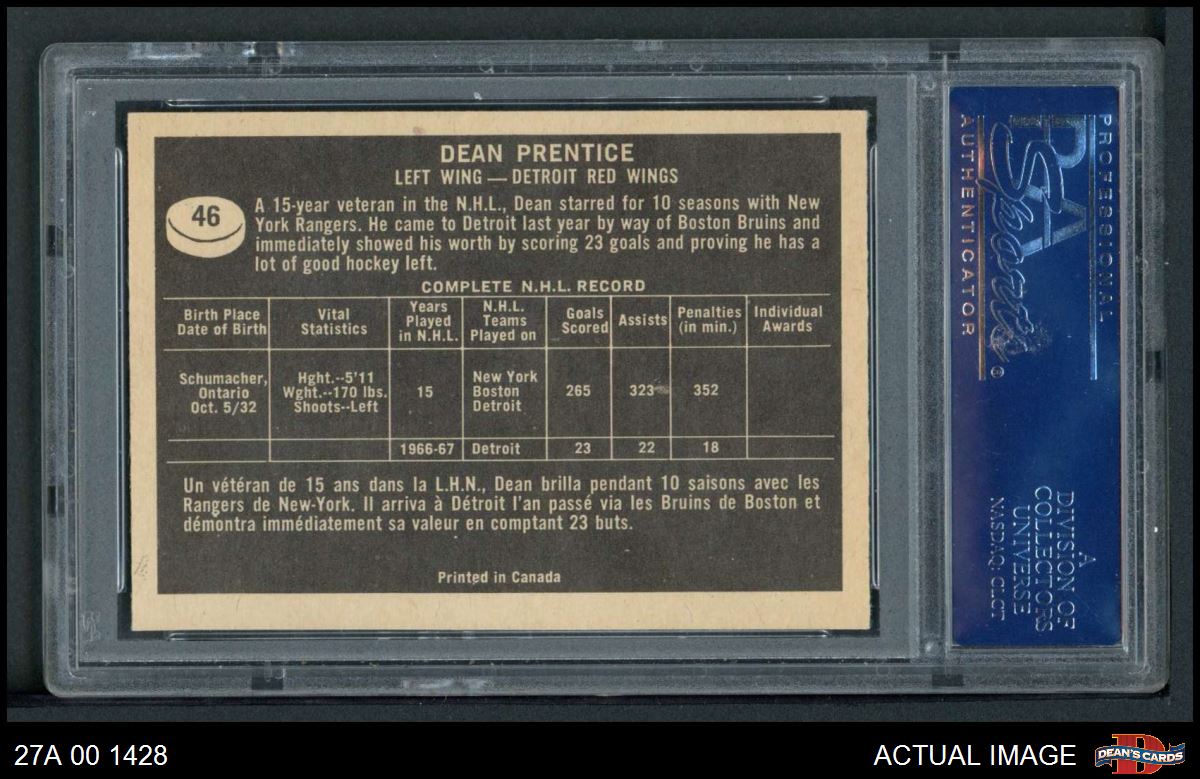 DEAN PRENTICE
LEFT WING — DETROIT RED WINGS
46
A 15-year veteran in the N.H.L., Dean starred for 10 seasons with New
York Rangers. He came to Detroit last year by way of Boston Bruins and
immediately showed his worth by scoring 23 goals and proving he has a
lot of good hockey left.
COMPLETE N.H.L. RECORD
Birth Place
Date of Birth
Vital
Statistics
Years
Played
in N.H.L.
N.H.L.
Teams
Played on
Goals
Scored
Assists
Penalties
(in min.)
Individual
Awards
Schumacher,
Ontario
Oct. 5/32
Hght.--5'11
Wght.--170 lbs.
Shoots--Left
15
New York
Boston
Detroit
265
323
352
1966-67
Detroit
23
22
18
Un vétéran de 15 ans dans la L.H.N., Dean brilla pendant 10 saisons avec les
Rangers de New-York. Il arriva à Détroit l'an passé via les Bruins de Boston et
démontra immédiatement sa valeur en comptant 23 buts.
Printed in Canada
PROFESSIONAL
PSA
Sports
®
AUTHENTICATOR
A
DIVISION OF
COLLECTORS
UNIVERSE
NASDAQ: CLCT
27A 00 1428
ACTUAL IMAGE
D
DEAN'S CARDS